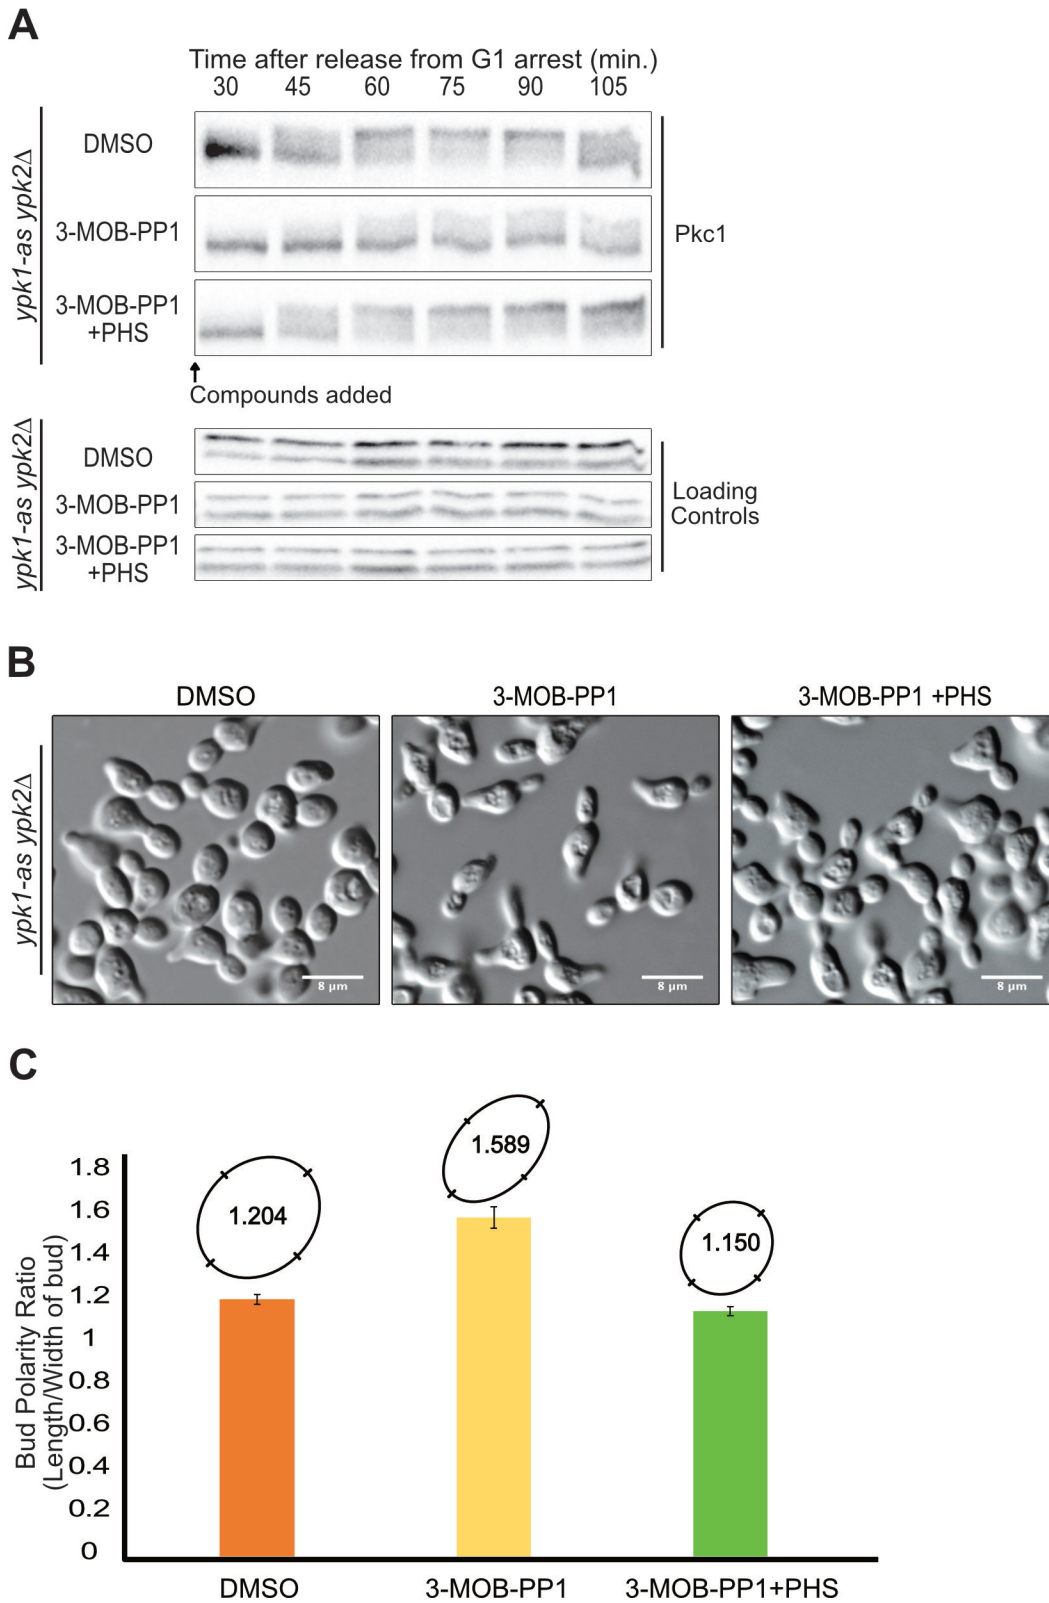 A
Time after release from G1 arrest (min.)
30 45 60 75 90 105
ypk1-as ypk2Δ
DMSO
3-MOB-PP1
3-MOB-PP1
+PHS
Pkc1
Compounds added
ypk1-as ypk2Δ
DMSO
3-MOB-PP1
3-MOB-PP1
+PHS
Loading
Controls
B
DMSO 3-MOB-PP1 3-MOB-PP1 +PHS
ypk1-as ypk2Δ
8 µm 8 µm 8 µm
C
Bud Polarity Ratio
(Length/Width of bud)
1.8
1.6
1.4
1.2
1
0.8
0.6
0.4
0.2
0
1.204
1.589
1.150
DMSO 3-MOB-PP1 3-MOB-PP1+PHS